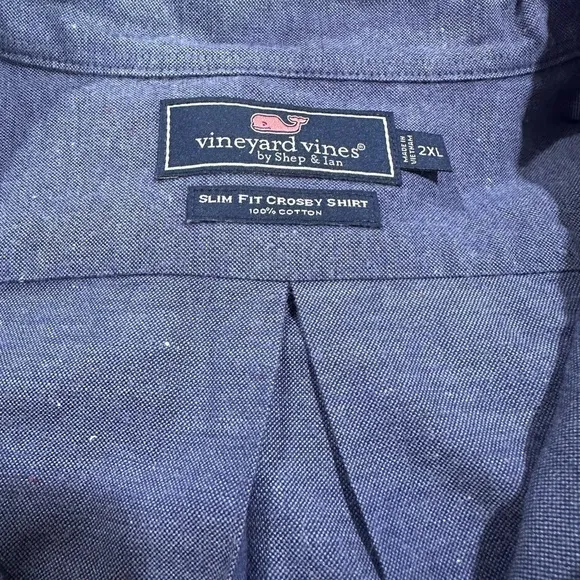 vineyard vines®
by Shep & Ian
MADE IN
VIETNAM
2XL
SLIM FIT CROSBY SHIRT
100% COTTON